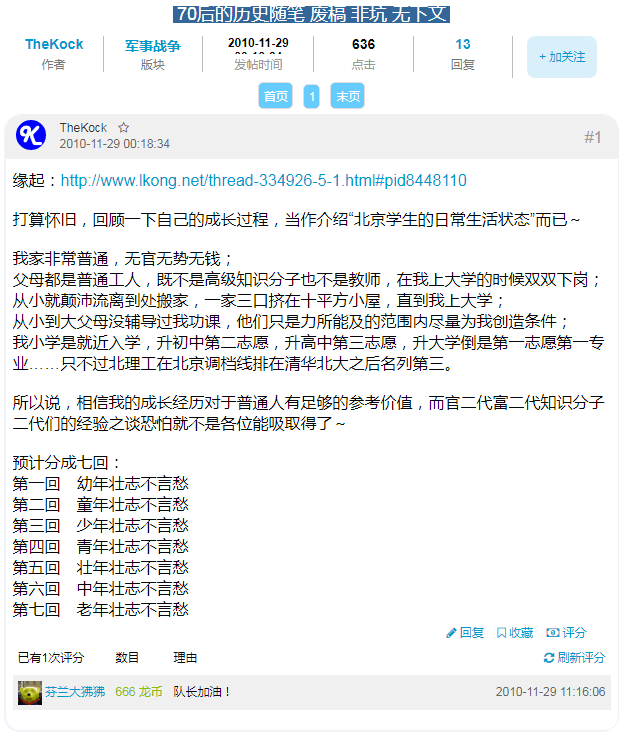 70后的历史随笔 废稿 非坑 无下文
TheKock 军事战争 2010-11-29 636 13 + 加关注
作者 版块 发帖时间 点击 回复
首页 1 末页
TheKock ☆
2010-11-29 00:18:34 #1
缘起：http://www.lkong.net/thread-334926-5-1.html#pid8448110
打算怀旧，回顾一下自己的成长过程，当作介绍“北京学生的日常生活状态”而已～
我家非常普通，无官无势无钱；
父母都是普通工人，既不是高级知识分子也不是教师，在我上大学的时候双双下岗；
从小就颠沛流离到处搬家，一家三口挤在十平方小屋，直到我上大学；
从小到大父母没辅导过我功课，他们只是力所能及的范围内尽量为我创造条件；
我小学是就近入学，升初中第二志愿，升高中第三志愿，升大学倒是第一志愿第一专
业……只不过北理工在北京调档线排在清华北大之后名列第三。
所以说，相信我的成长经历对于普通人有足够的参考价值，而官二代富二代知识分子
二代们的经验之谈恐怕就不是各位能吸取得了～
预计分成七回：
第一回　幼年壮志不言愁
第二回　童年壮志不言愁
第三回　少年壮志不言愁
第四回　青年壮志不言愁
第五回　壮年壮志不言愁
第六回　中年壮志不言愁
第七回　老年壮志不言愁
回复 收藏 评分
已有1次评分 数目 理由 刷新评分
芬兰大狒狒 666 龙币 队长加油！ 2010-11-29 11:16:06